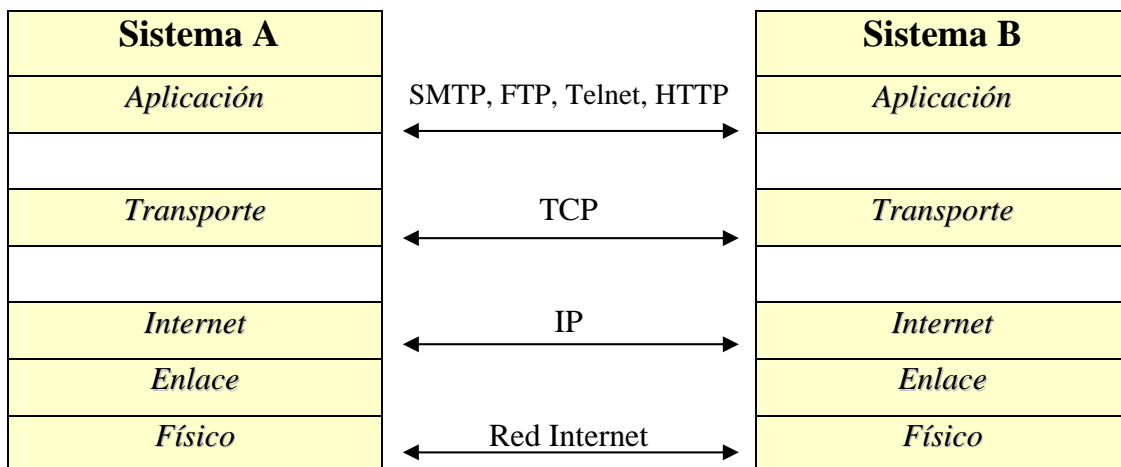 Sistema A
Sistema B
Aplicación
SMTP, FTP, Telnet, HTTP
Aplicación
Transporte
TCP
Transporte
Internet
IP
Internet
Enlace
Enlace
Físico
Red Internet
Físico